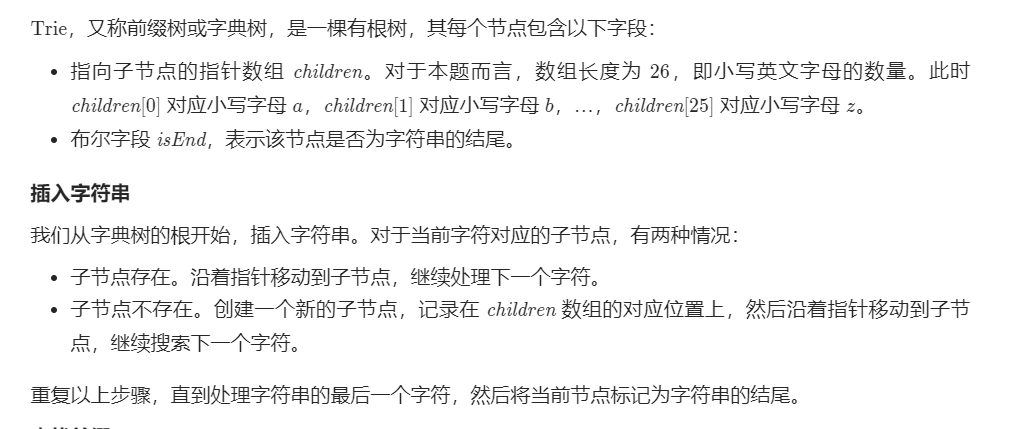 Trie，又称前缀树或字典树，是一棵有根树，其每个节点包含以下字段：
• 指向子节点的指针数组 children。对于本题而言，数组长度为 26，即小写英文字母的数量。此时
children[0] 对应小写字母 a，children[1] 对应小写字母 b，…，children[25] 对应小写字母 z。
• 布尔字段 isEnd，表示该节点是否为字符串的结尾。
插入字符串
我们从字典树的根开始，插入字符串。对于当前字符对应的子节点，有两种情况：
• 子节点存在。沿着指针移动到子节点，继续处理下一个字符。
• 子节点不存在。创建一个新的子节点，记录在 children 数组的对应位置上，然后沿着指针移动到子节
点，继续搜索下一个字符。
重复以上步骤，直到处理字符串的最后一个字符，然后将当前节点标记为字符串的结尾。